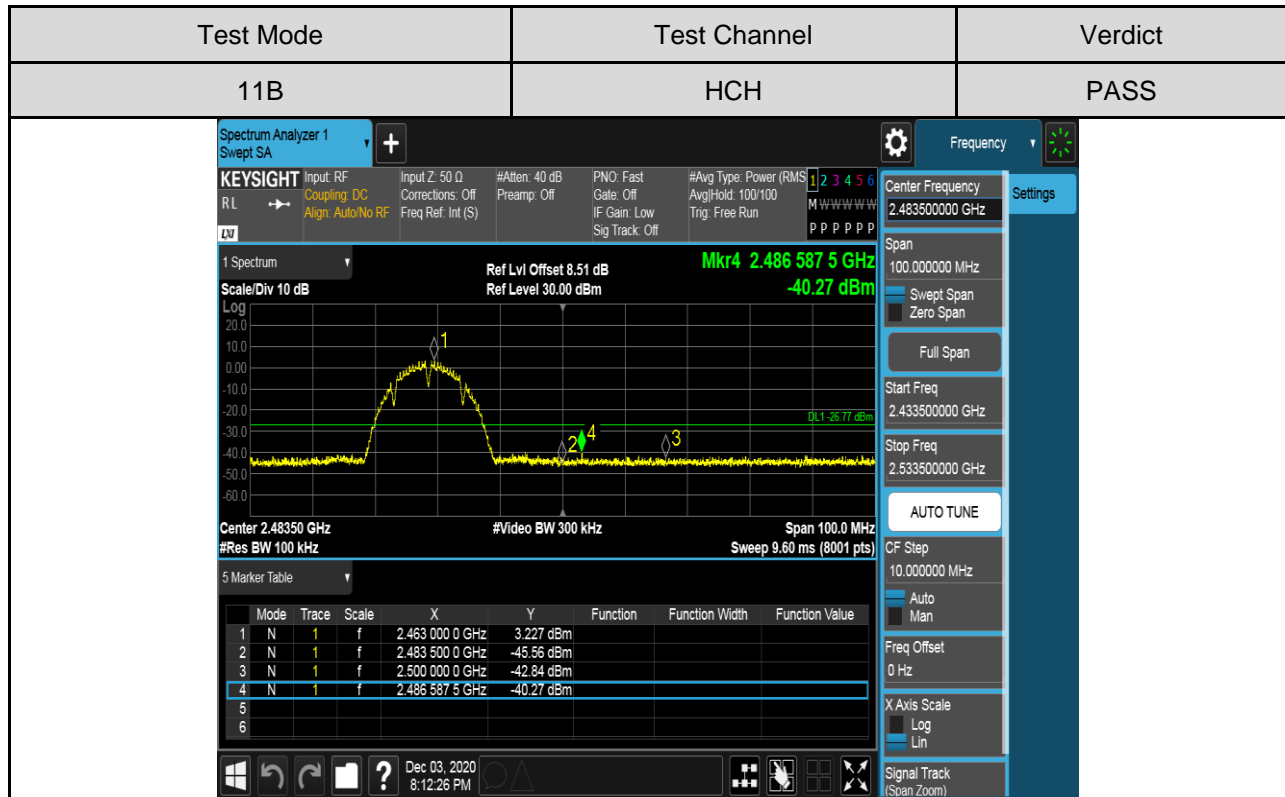 Test Mode Test Channel Verdict
11B HCH PASS
Spectrum Analyzer 1
Swept SA
+
Frequency
KEYSIGHT
RL
LXI
Input: RF
Coupling: DC
Align: Auto/No RF
Input Z: 50 Ω
Corrections: Off
Freq Ref: Int (S)
#Atten: 40 dB
Preamp: Off
PNO: Fast
Gate: Off
IF Gain: Low
Sig Track: Off
#Avg Type: Power (RMS
Avg|Hold: 100/100
Trig: Free Run
1 2 3 4 5 6
M W W W W W
P P P P P P
1 Spectrum
Scale/Div 10 dB
Ref Lvl Offset 8.51 dB
Ref Level 30.00 dBm
Mkr4 2.486 587 5 GHz
-40.27 dBm
Log
20.0
10.0
0.00
-10.0
-20.0
-30.0
-40.0
-50.0
-60.0
1
2
4
3
DL1 -26.77 dBm
Center 2.48350 GHz
#Res BW 100 kHz
#Video BW 300 kHz
Span 100.0 MHz
Sweep 9.60 ms (8001 pts)
5 Marker Table
Mode Trace Scale X Y Function Function Width Function Value
1 N 1 f 2.463 000 0 GHz 3.227 dBm
2 N 1 f 2.483 500 0 GHz -45.56 dBm
3 N 1 f 2.500 000 0 GHz -42.84 dBm
4 N 1 f 2.486 587 5 GHz -40.27 dBm
5
6
?
Dec 03, 2020
8:12:26 PM
Center Frequency
2.483500000 GHz
Settings
Span
100.000000 MHz
Swept Span
Zero Span
Full Span
Start Freq
2.433500000 GHz
Stop Freq
2.533500000 GHz
AUTO TUNE
CF Step
10.000000 MHz
Auto
Man
Freq Offset
0 Hz
X Axis Scale
Log
Lin
Signal Track
(Span Zoom)